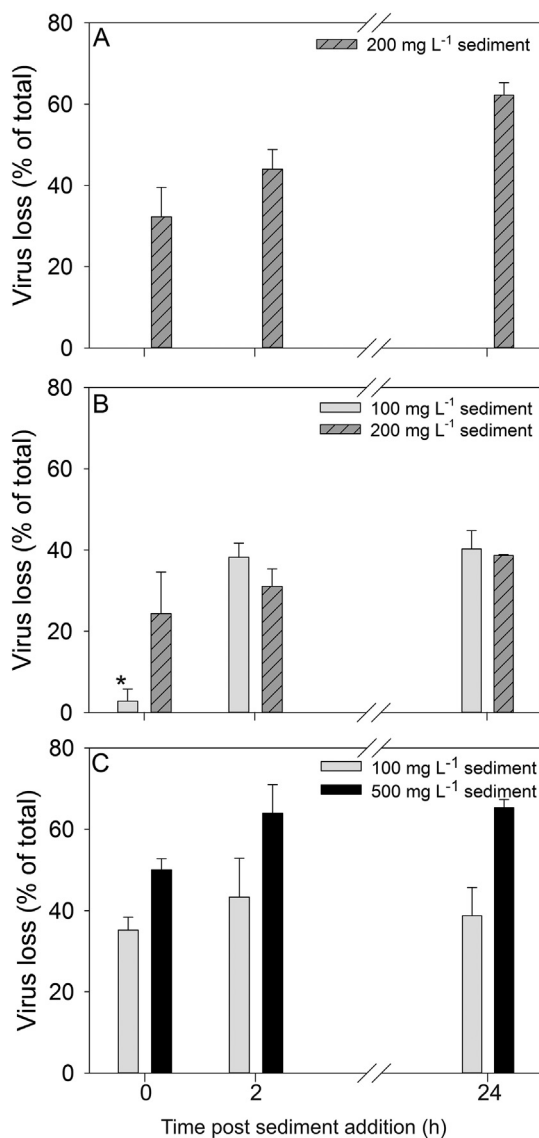 A
200 mg L⁻¹ sediment
Virus loss (% of total)
80
60
40
20
0
B
100 mg L⁻¹ sediment
200 mg L⁻¹ sediment
Virus loss (% of total)
80
60
40
20
0
*
C
100 mg L⁻¹ sediment
500 mg L⁻¹ sediment
Virus loss (% of total)
80
60
40
20
0
0 2 24
Time post sediment addition (h)